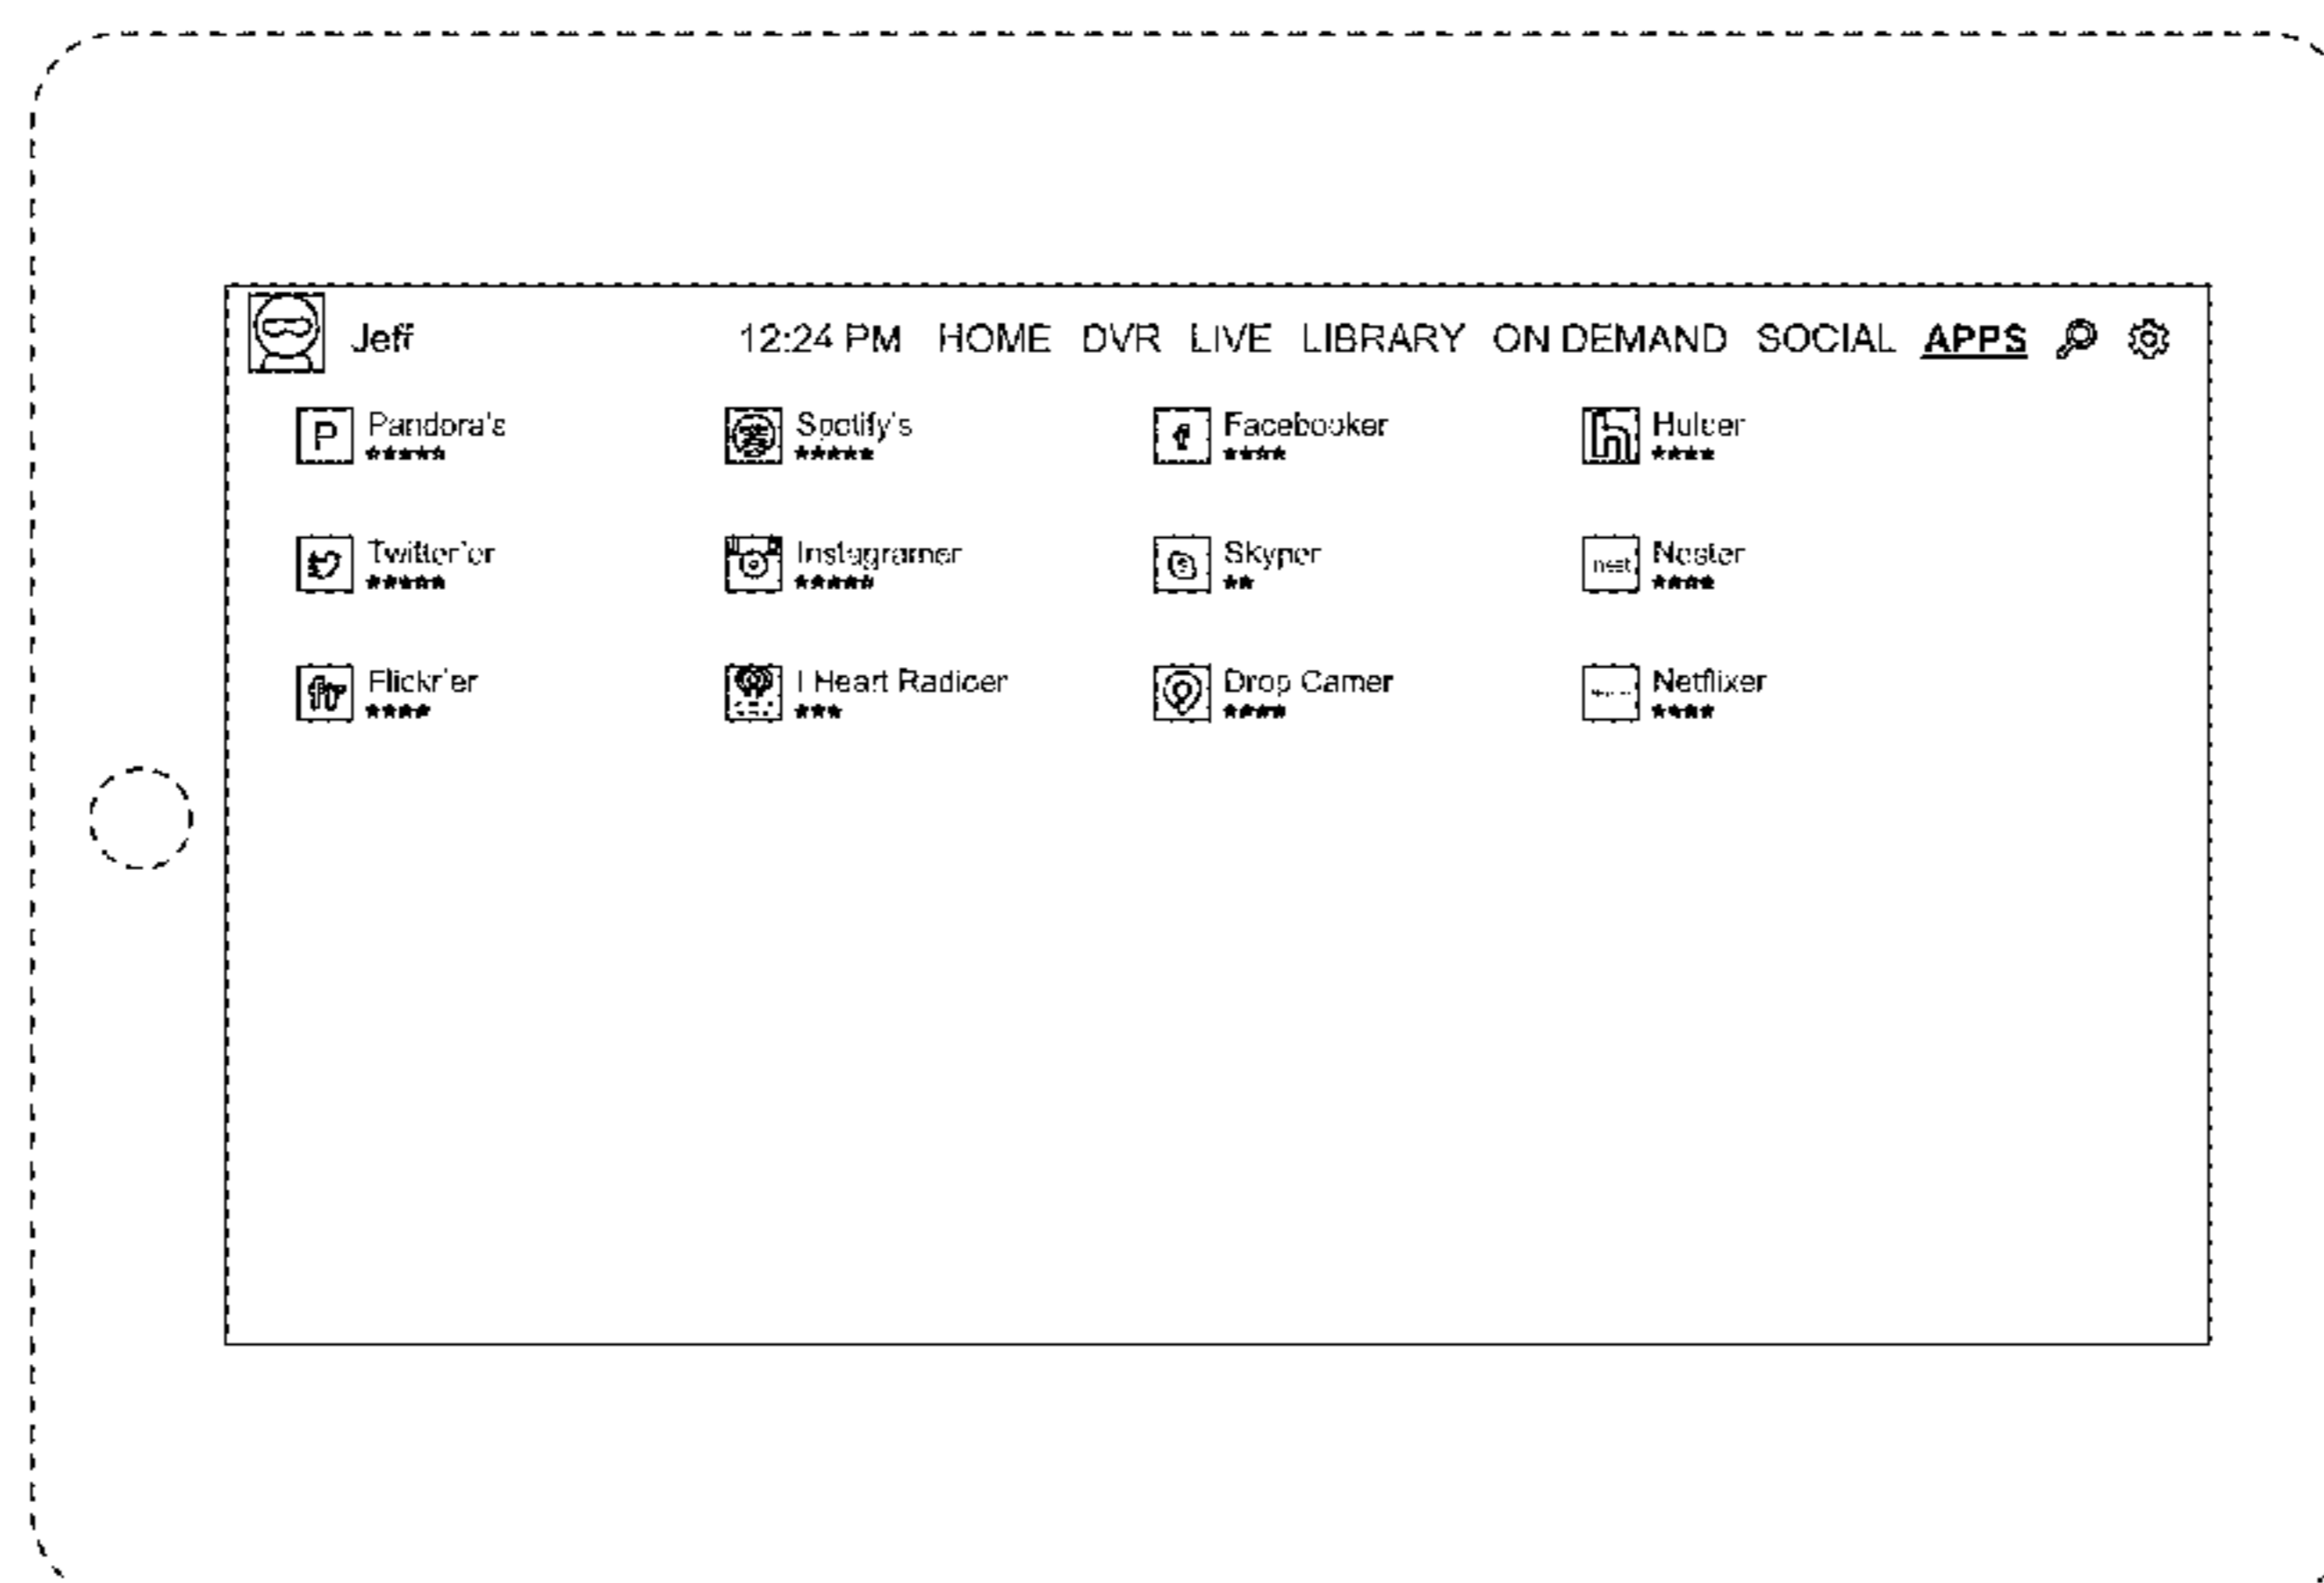 Jeff 12:24 PM HOME DVR LIVE LIBRARY ON DEMAND SOCIAL APPS
P Pandora's Spotify's f Facebooker h Huluer
Twitter'er Instagramer Skyper nest Nester
Flickr'er I Heart Radioer Drop Camer Netflixer